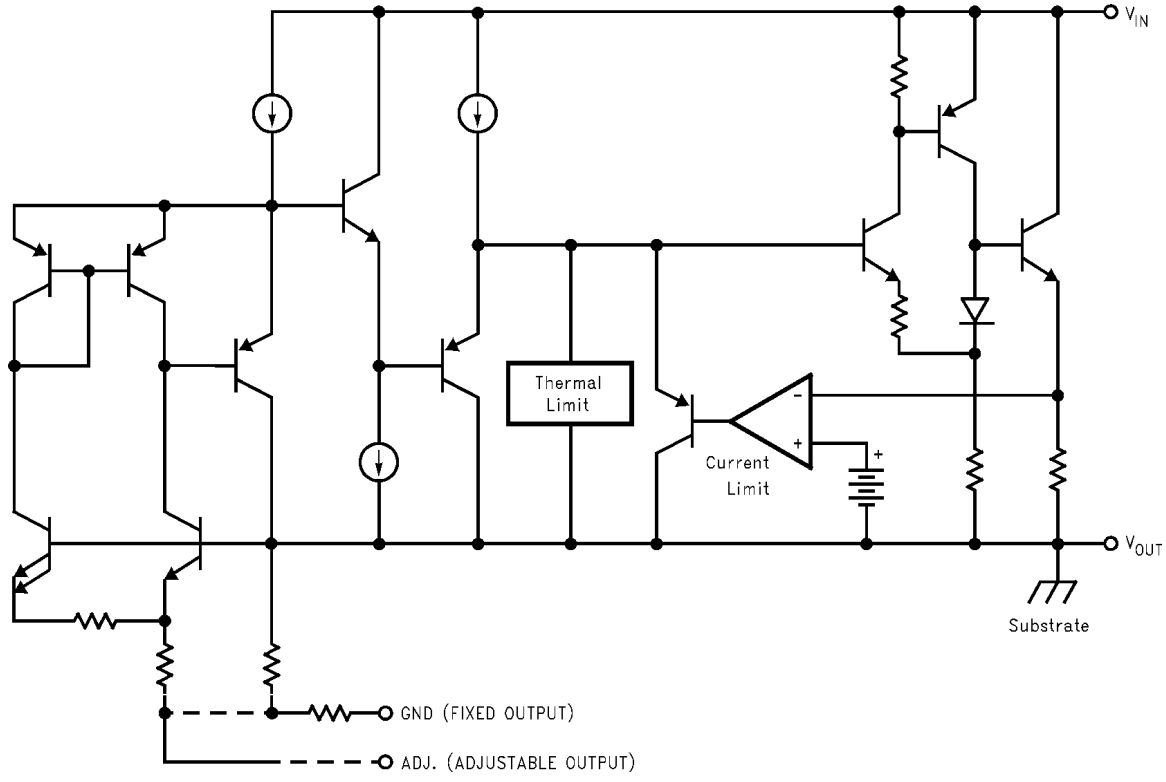 V_IN
Thermal
Limit
−
+
+
Current
Limit
V_OUT
Substrate
GND (FIXED OUTPUT)
ADJ. (ADJUSTABLE OUTPUT)